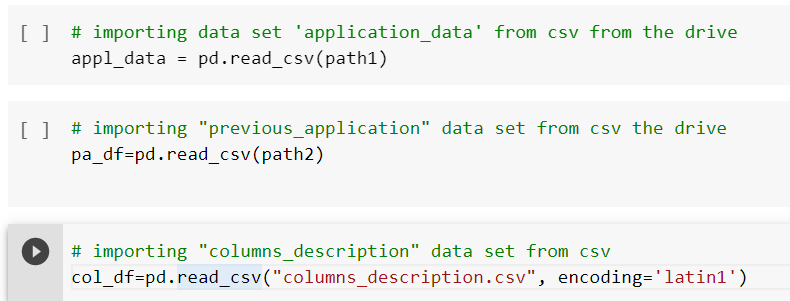 [ ] # importing data set 'application_data' from csv from the drive
appl_data = pd.read_csv(path1)
[ ] # importing "previous_application" data set from csv the drive
pa_df=pd.read_csv(path2)
# importing "columns_description" data set from csv
col_df=pd.read_csv("columns_description.csv", encoding='latin1')